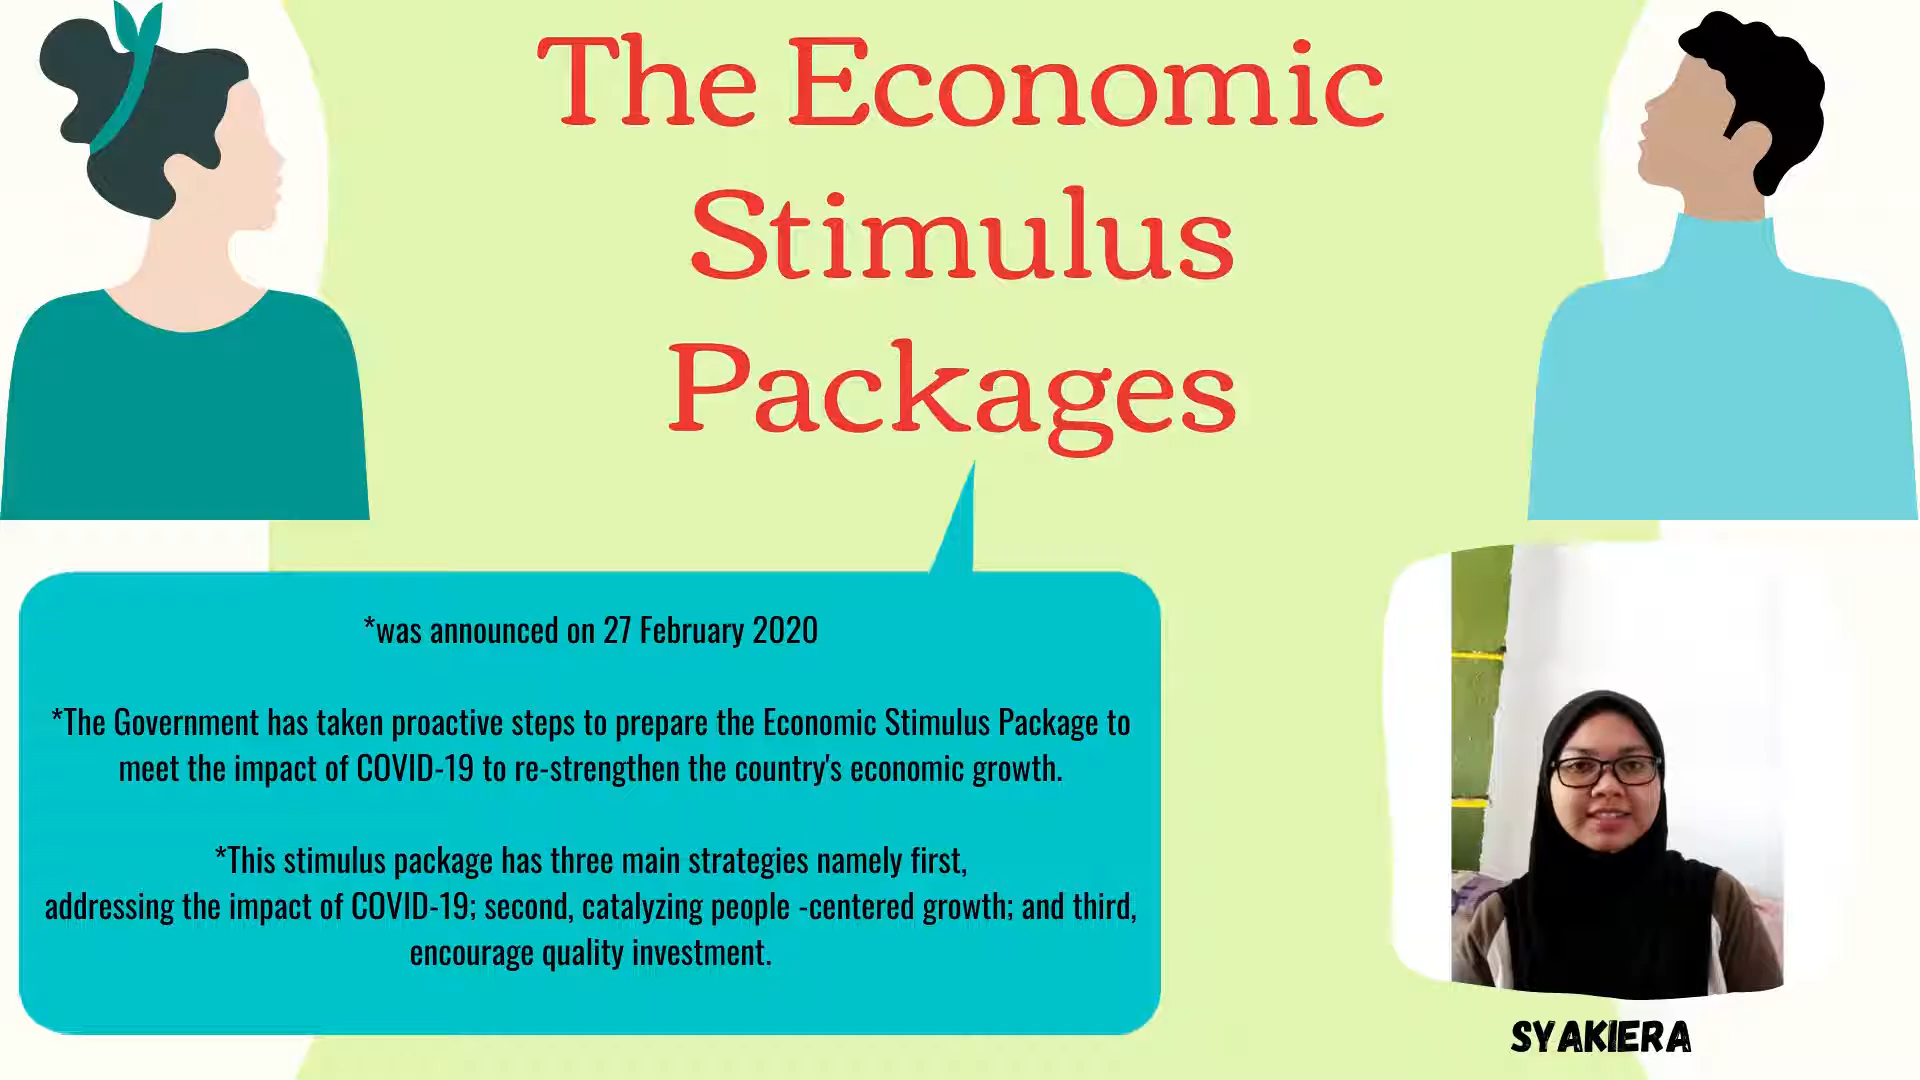 The Economic
Stimulus
Packages
*was announced on 27 February 2020
*The Government has taken proactive steps to prepare the Economic Stimulus Package to
meet the impact of COVID-19 to re-strengthen the country's economic growth.
*This stimulus package has three main strategies namely first,
addressing the impact of COVID-19; second, catalyzing people -centered growth; and third,
encourage quality investment.
SYAKIERA